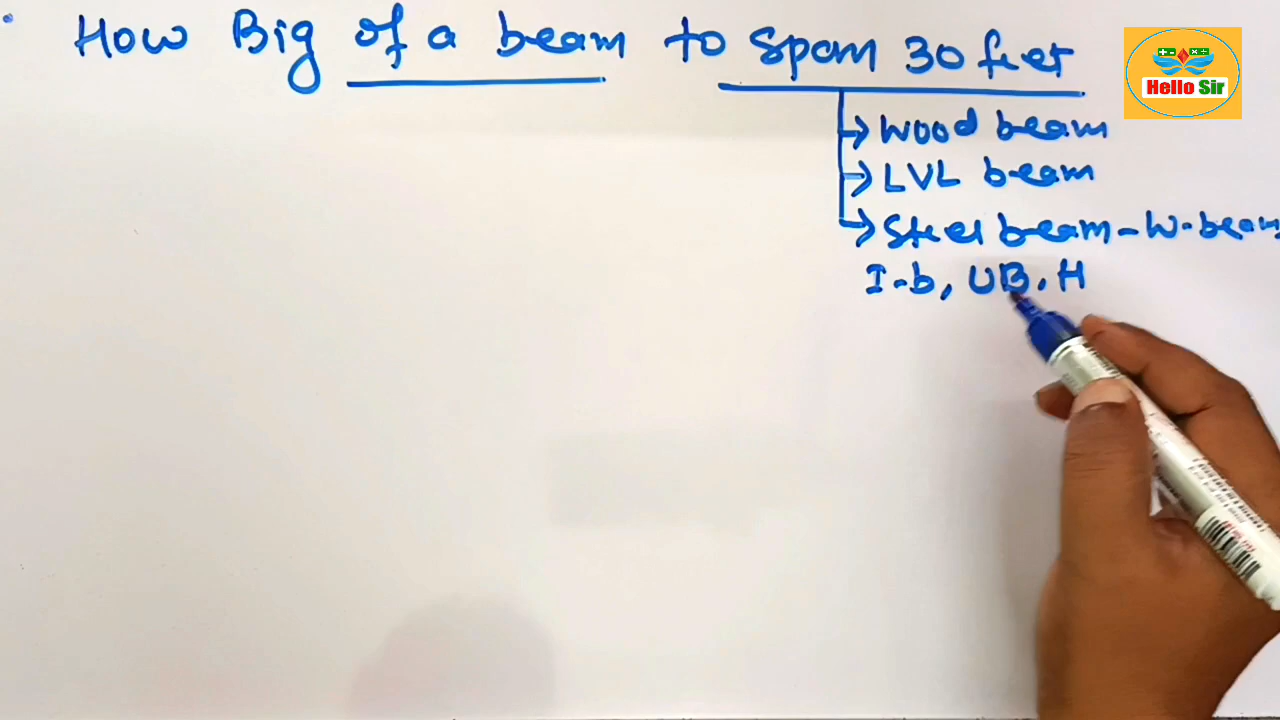 How Big of a beam to span 30 feet
Hello Sir
Wood beam
LVL beam
Steel beam - W-beam
I-b, UB, H